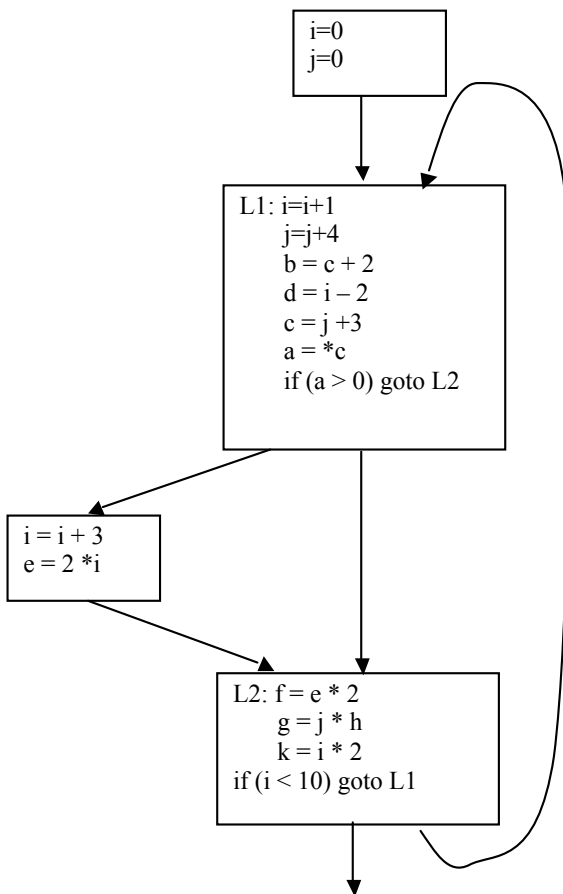 i=0
j=0
L1: i=i+1
j=j+4
b = c + 2
d = i – 2
c = j +3
a = *c
if (a > 0) goto L2
i = i + 3
e = 2 *i
L2: f = e * 2
g = j * h
k = i * 2
if (i < 10) goto L1